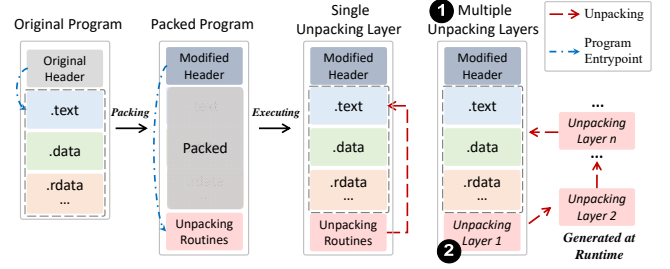 Original Program
Original
Header
.text
.data
.rdata
...
Packing
Packed Program
Modified
Header
Packed
Unpacking
Routines
Executing
Single
Unpacking Layer
Modified
Header
.text
.data
.rdata
...
Unpacking
Routines
1 Multiple
Unpacking Layers
Modified
Header
.text
.data
.rdata
...
Unpacking
Layer 1
2
...
Unpacking
Layer n
...
Unpacking
Layer 2
Generated at
Runtime
Unpacking
Program
Entrypoint